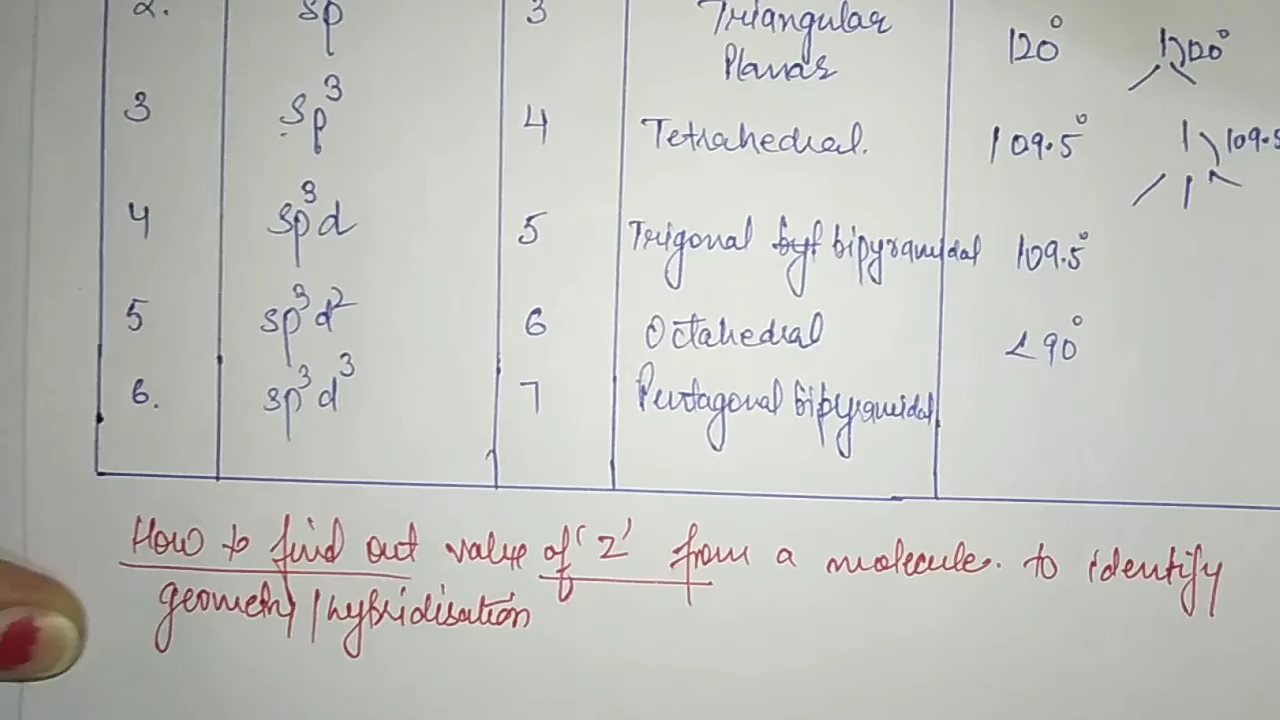 2. sp 3 Triangular Planar 120° 120°
3 sp³ 4 Tetrahedral. 109.5° 109.5
4 sp³d 5 Trigonal byf bipyramidal 109.5°
5 sp³d² 6 Octahedral <90°
6. sp³d³ 7 Pentagonal bipyramidal
How to find out value of 'Z' from a molecule. to identify
geometry/hybridisation